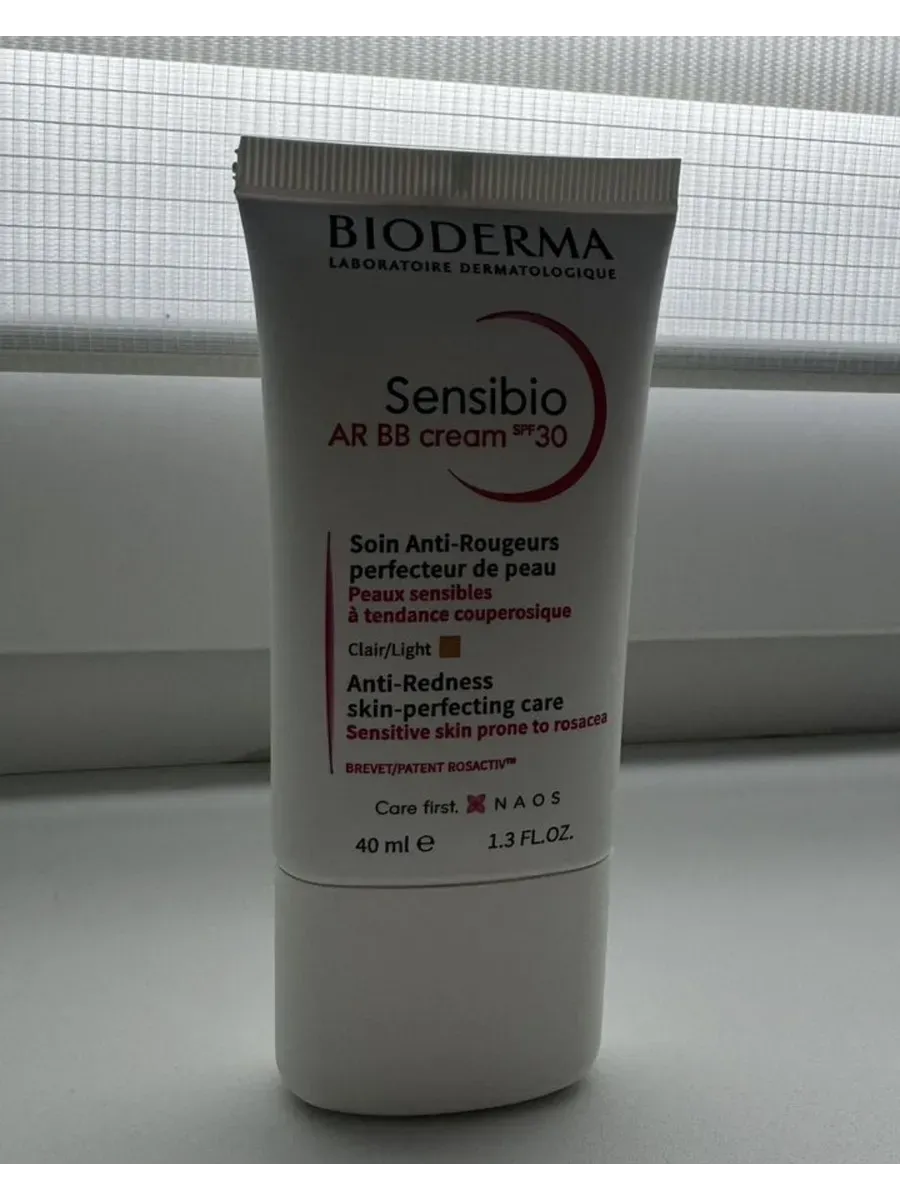 BIODERMA
LABORATOIRE DERMATOLOGIQUE
Sensibio
AR BB cream SPF30
Soin Anti-Rougeurs
perfecteur de peau
Peaux sensibles
à tendance couperosique
Clair/Light
Anti-Redness
skin-perfecting care
Sensitive skin prone to rosacea
BREVET/PATENT ROSACTIV™
Care first. NAOS
40 ml ℮ 1.3 FL.OZ.